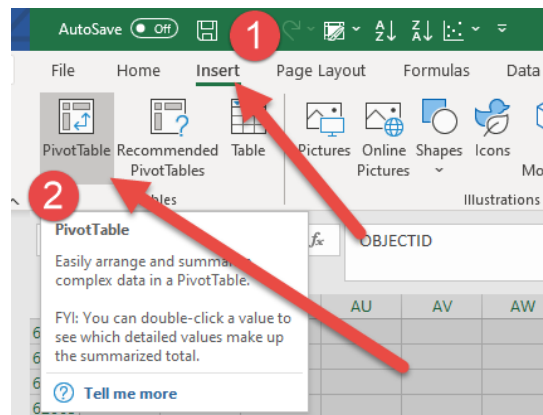 AutoSave Off
1
File Home Insert Page Layout Formulas Data
PivotTable Recommended PivotTables Table Pictures Online Pictures Shapes Icons
Illustrations
2
fx OBJECTID
PivotTable
Easily arrange and summarize
complex data in a PivotTable.
FYI: You can double-click a value to
see which detailed values make up
the summarized total.
Tell me more
AU AV AW